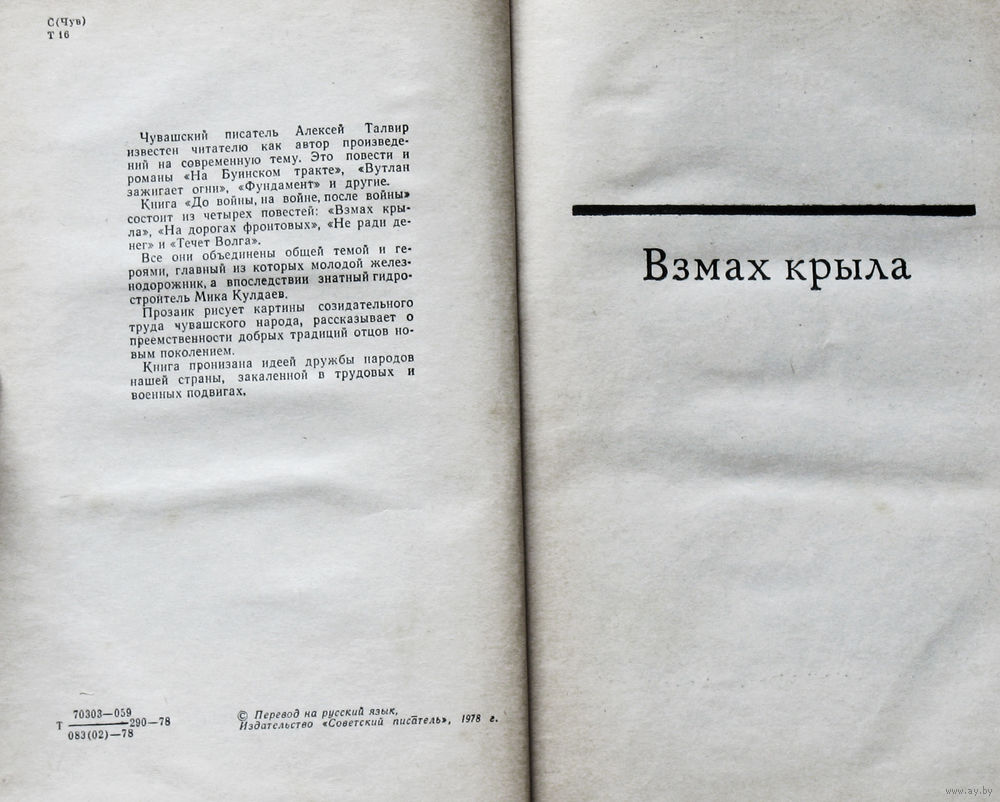 С(Чув)
Т 16
Чувашский писатель Алексей Талвир
известен читателю как автор произведе-
ний на современную тему. Это повести и
романы «На Буинском тракте», «Вутлан
зажигает огни», «Фундамент» и другие.
Книга «До войны, на войне, после войны»
состоит из четырех повестей: «Взмах кры-
ла», «На дорогах фронтовых», «Не ради де-
нег» и «Течет Волга».
Все они объединены общей темой и ге-
роями, главный из которых молодой желез-
нодорожник, а впоследствии знатный гидро-
строитель Мика Кулдаев.
Прозаик рисует картины созидательного
труда чувашского народа, рассказывает о
преемственности добрых традиций отцов но-
вым поколением.
Книга пронизана идеей дружбы народов
нашей страны, закаленной в трудовых и
военных подвигах.
70303—059
Т 290—78
083(02)—78
© Перевод на русский язык,
Издательство «Советский писатель», 1978 г.
Взмах крыла
www.ay.by